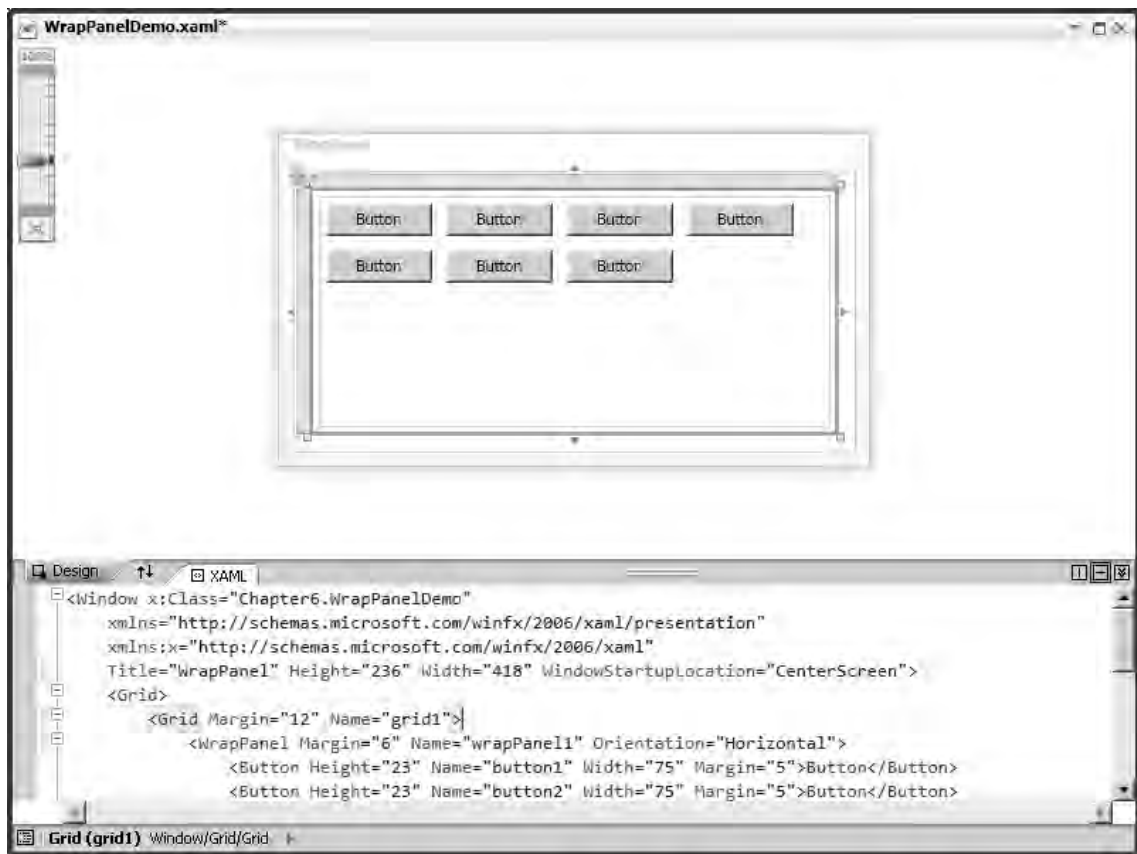 WrapPanelDemo.xaml*
100%
Button Button Button Button
Button Button Button
Design XAML
<Window x:Class="Chapter6.WrapPanelDemo"
xmlns="http://schemas.microsoft.com/winfx/2006/xaml/presentation"
xmlns:x="http://schemas.microsoft.com/winfx/2006/xaml"
Title="WrapPanel" Height="236" Width="418" WindowStartupLocation="CenterScreen">
<Grid>
<Grid Margin="12" Name="grid1">
<WrapPanel Margin="6" Name="wrapPanel1" Orientation="Horizontal">
<Button Height="23" Name="button1" Width="75" Margin="5">Button</Button>
<Button Height="23" Name="button2" Width="75" Margin="5">Button</Button>
Grid (grid1) Window/Grid/Grid